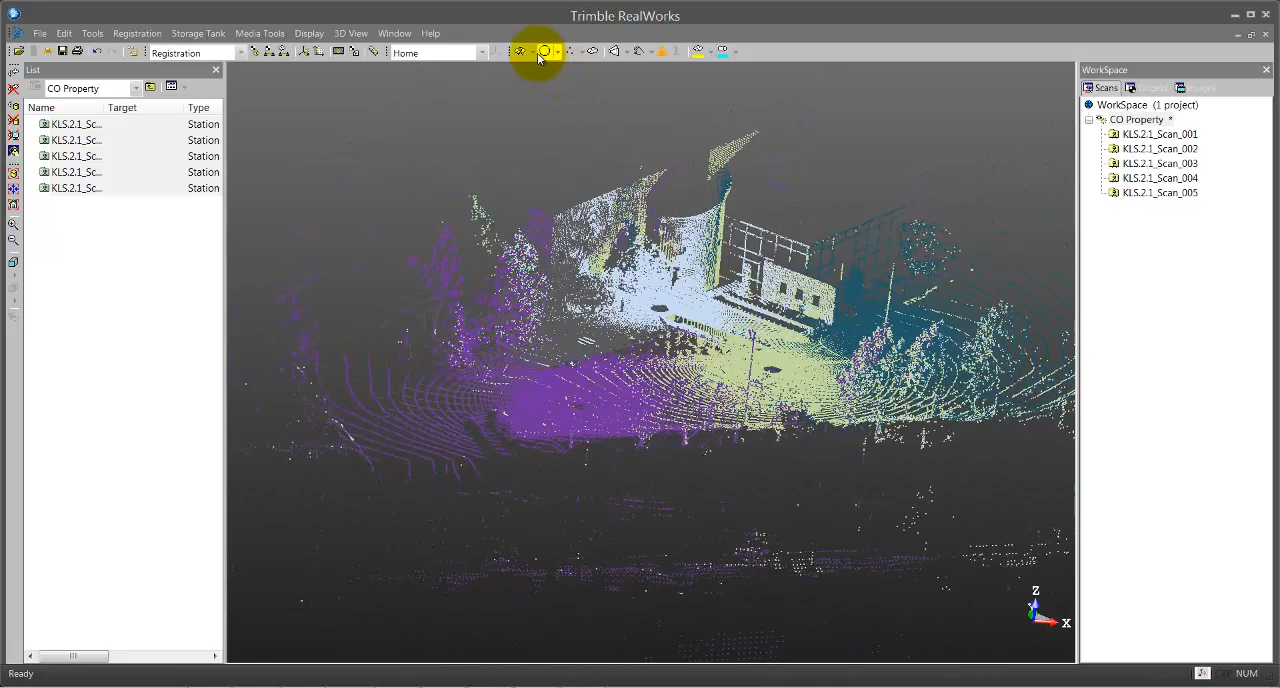 Trimble RealWorks
File Edit Tools Registration Storage Tank Media Tools Display 3D View Window Help
Registration Home
List
CO Property
Name Target Type
KLS.2.1_Sc... Station
KLS.2.1_Sc... Station
KLS.2.1_Sc... Station
KLS.2.1_Sc... Station
KLS.2.1_Sc... Station
WorkSpace
Scans Targets Images
WorkSpace (1 project)
CO Property *
KLS.2.1_Scan_001
KLS.2.1_Scan_002
KLS.2.1_Scan_003
KLS.2.1_Scan_004
KLS.2.1_Scan_005
Z
X
Ready CAP NUM